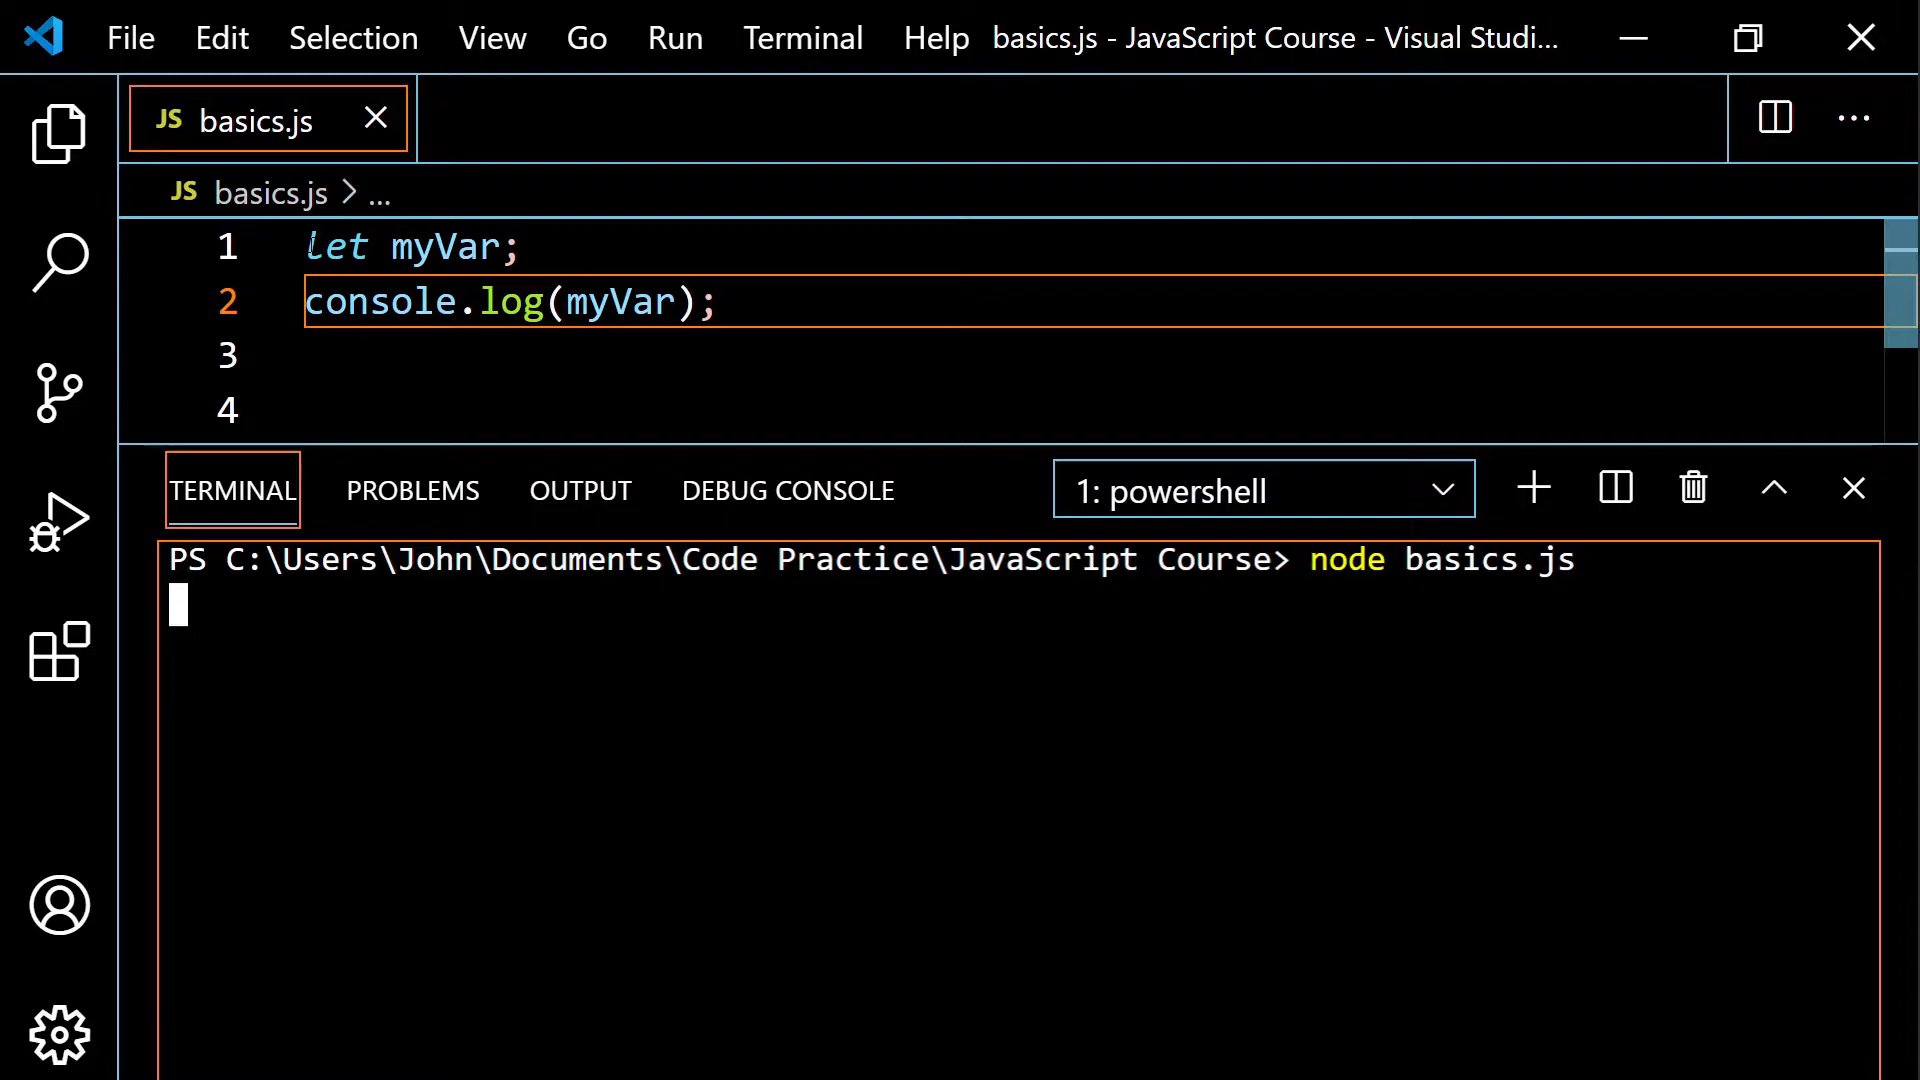 File Edit Selection View Go Run Terminal Help basics.js - JavaScript Course - Visual Studi...
JS basics.js
JS basics.js > ...
1 let myVar;
2 console.log(myVar);
3
4
TERMINAL PROBLEMS OUTPUT DEBUG CONSOLE 1: powershell
PS C:\Users\John\Documents\Code Practice\JavaScript Course> node basics.js